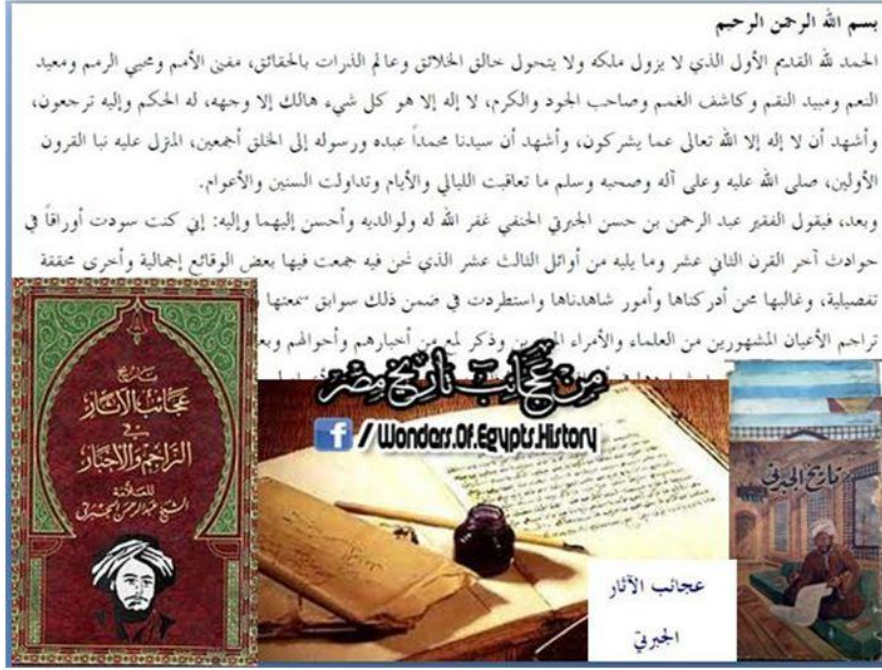 بسم الله الرحمن الرحيم
الحمد لله القديم الأول الذي لا يزول ملكه ولا يتحول خالق الخلائق وعالم الذرات بالحقائق، مفني الأمم ومحيي الرمم ومعيد
النعم ومبيد النقم وكاشف الغمم وصاحب الجود والكرم، لا إله إلا هو كل شيء هالك إلا وجهه، له الحكم وإليه ترجعون،
وأشهد أن لا إله إلا الله تعالى عما يشركون، وأشهد أن سيدنا محمداً عبده ورسوله إلى الخلق أجمعين، المنزل عليه نبا القرون
الأولين، صلى الله عليه وعلى آله وصحبه وسلم ما تعاقبت الليالي والأيام وتداولت السنين والأعوام.
وبعد، فيقول الفقير عبد الرحمن بن حسن الجبرتي الحنفي غفر الله له ولوالديه وأحسن إليهما وإليه: إني كنت سودت أوراقاً في
حوادث آخر القرن الثاني عشر وما يليه من أوائل الثالث عشر الذي نحن فيه جمعت فيها بعض الوقائع إجمالية وأخرى محققة
تفصيلية، وغالبها محن أدركناها وأمور شاهدناها واستطردت في ضمن ذلك سوابق سمعتها
تراجم الأعيان المشهورين من العلماء والأمراء وذكر لمع من أخبارهم وأحوالهم
من عجائب تاريخ مصر
f / Wonders.Of.Egypts.History
تاريخ
عجائب الآثار
في
التراجم والأخبار
للعلامة
الشيخ عبد الرحمن الجبرتي
تاريخ الجبرتي
عجائب الآثار
الجبرتي